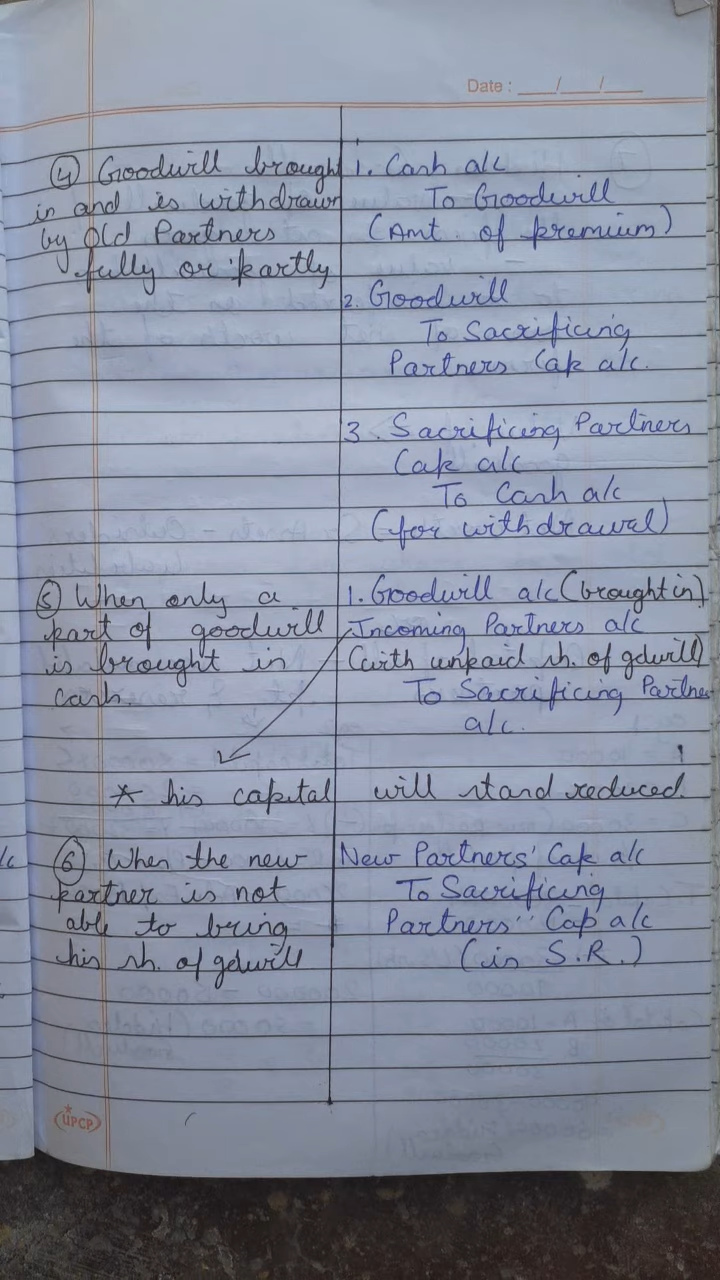 Date : ___/___/___
④ Goodwill brought
in and is withdrawn
by Old Partners
fully or partly
1. Cash a/c
To Goodwill
(Amt. of premium)
2. Goodwill
To Sacrificing
Partners Cap a/c.
3. Sacrificing Partners
Cap a/c
To Cash a/c
(for withdrawal)
⑤ When only a
part of goodwill
is brought in
cash.
1. Goodwill a/c (brought in)
Incoming Partners a/c
(with unpaid sh. of gdwill)
To Sacrificing Partne
a/c.
* his capital will stand reduced.
⑥ When the new
partner is not
able to bring
his sh. of gdwill
New Partners' Cap a/c
To Sacrificing
Partners' Cap a/c
(in S.R.)
UPCP